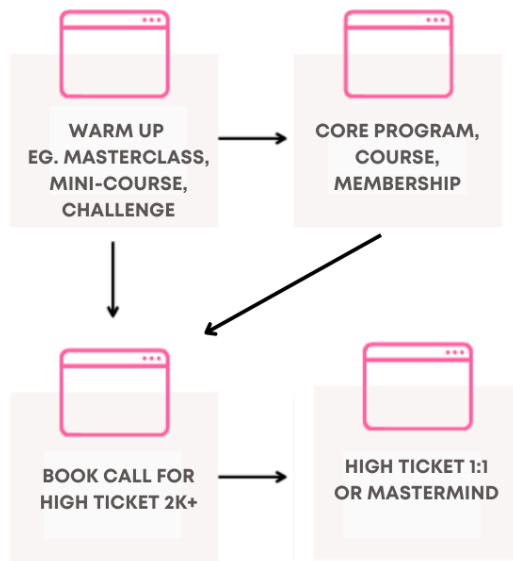 WARM UP
EG. MASTERCLASS,
MINI-COURSE,
CHALLENGE
CORE PROGRAM,
COURSE,
MEMBERSHIP
BOOK CALL FOR
HIGH TICKET 2K+
HIGH TICKET 1:1
OR MASTERMIND